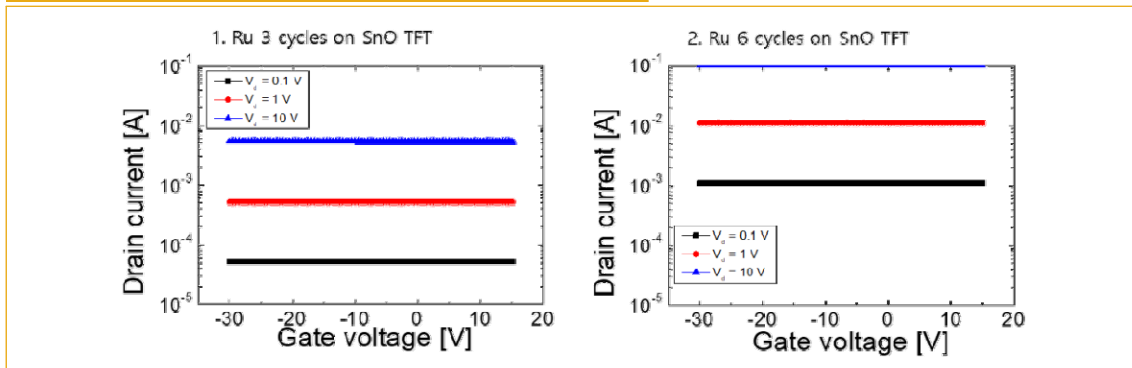 1. Ru 3 cycles on SnO TFT
10⁻¹
10⁻²
10⁻³
10⁻⁴
10⁻⁵
Drain current [A]
V_d = 0.1 V
V_d = 1 V
V_d = 10 V
-30 -20 -10 0 10 20
Gate voltage [V]
2. Ru 6 cycles on SnO TFT
10⁻¹
10⁻²
10⁻³
10⁻⁴
10⁻⁵
Drain current [A]
V_d = 0.1 V
V_d = 1 V
V_d = 10 V
-30 -20 -10 0 10 20
Gate voltage [V]